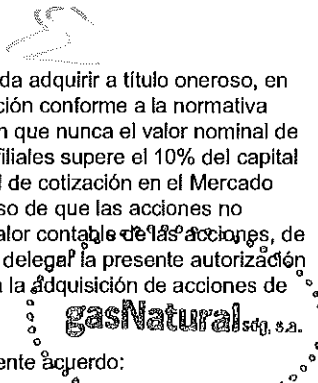 da adquirir a título oneroso, en
ción conforme a la normativa
n que nunca el valor nominal de
filiales supere el 10% del capital
l de cotización en el Mercado
so de que las acciones no
alor contable de las acciones, de
delegar la presente autorización
a la adquisición de acciones de
gasNatural sdg, s.a.
ente acuerdo: